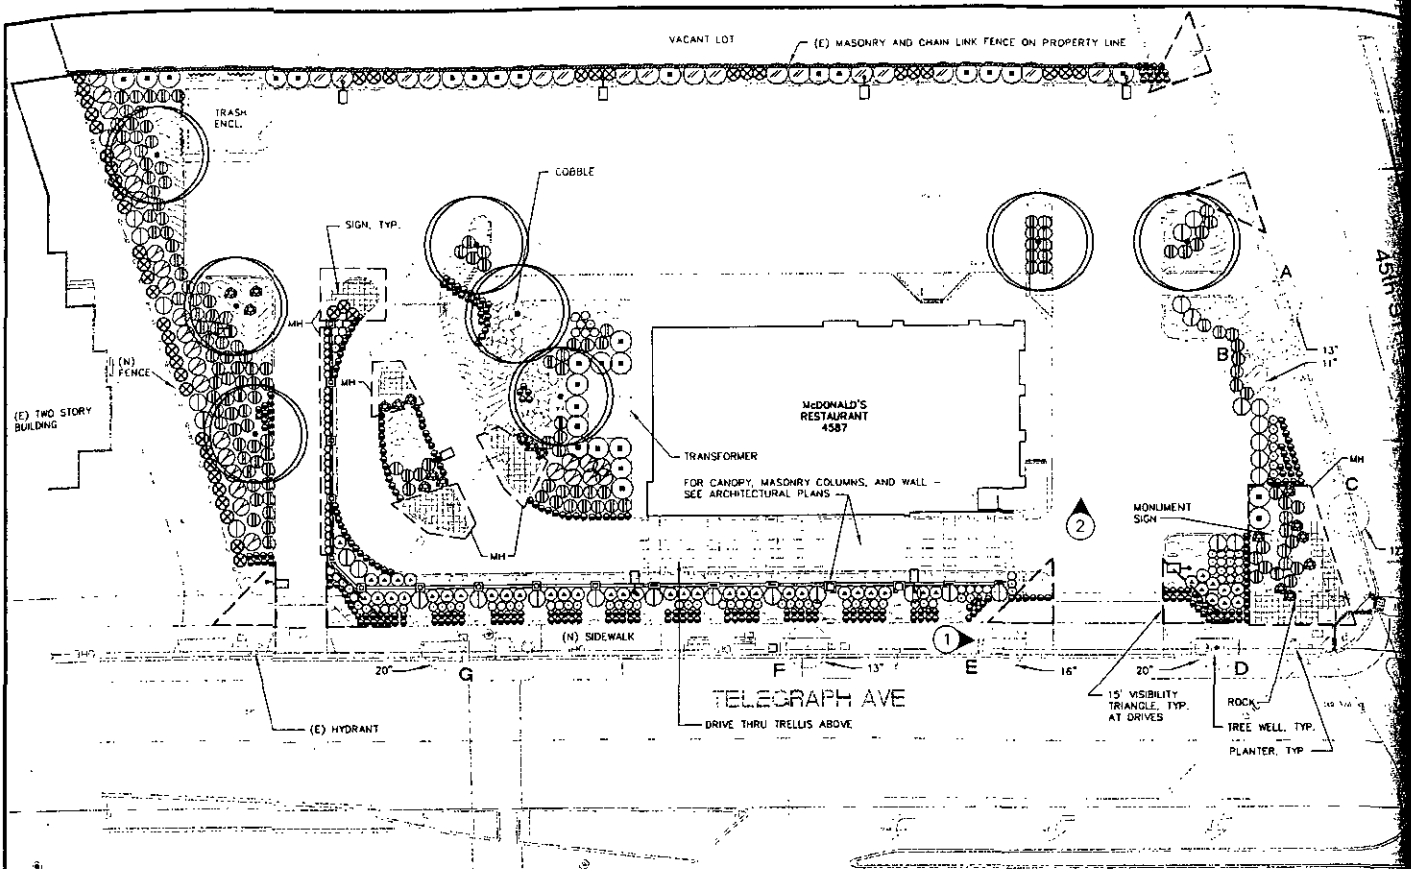 VACANT LOT
(E) MASONRY AND CHAIN LINK FENCE ON PROPERTY LINE
TRASH
ENCL.
COBBLE
SIGN, TYP.
45th
A
MH
B
13"
11"
(N)
FENCE
MH
(E) TWO STORY
BUILDING
McDONALD'S
RESTAURANT
4587
TRANSFORMER
MH
FOR CANOPY, MASONRY COLUMNS, AND WALL –
SEE ARCHITECTURAL PLANS
C
MONUMENT
SIGN
2
MH
(N) SIDEWALK
1
20"
G
F
13"
E
16"
20"
D
TELEGRAPH AVE
15' VISIBILITY
TRIANGLE, TYP.
AT DRIVES
ROCK
(E) HYDRANT
DRIVE THRU TRELLIS ABOVE
TREE WELL, TYP.
PLANTER, TYP